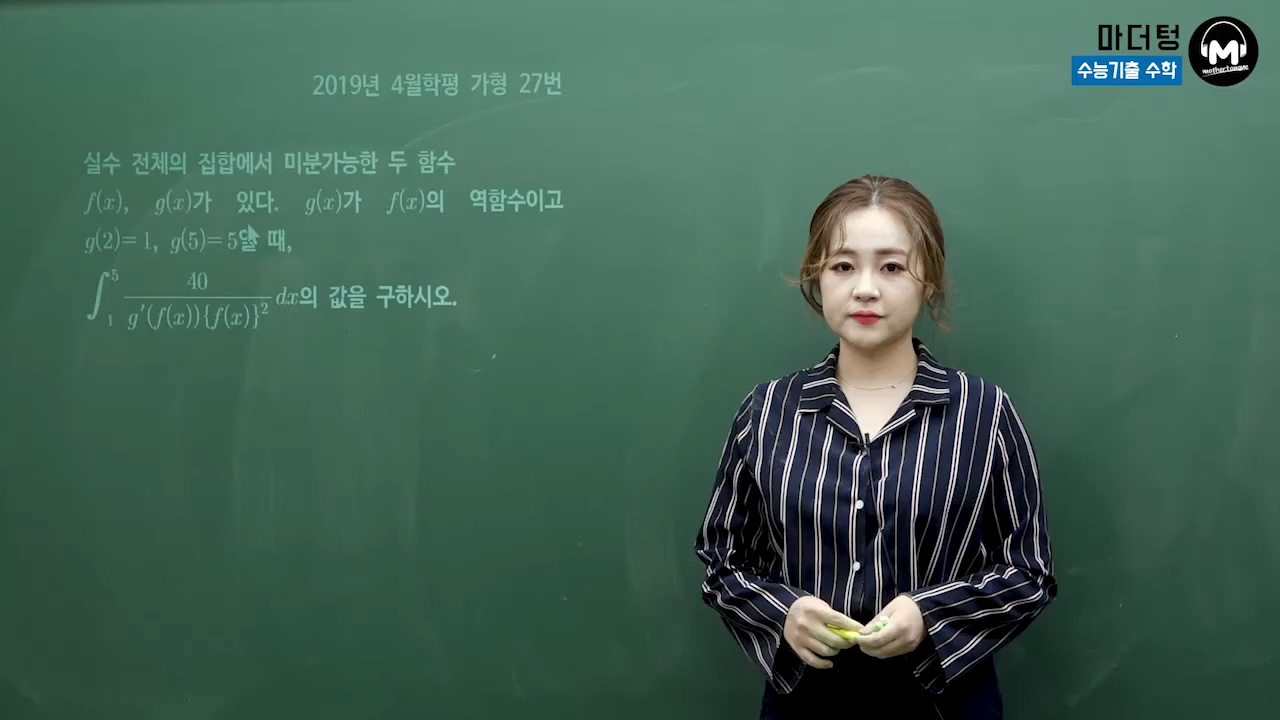 마더텅
수능기출 수학
M
mothertongue
2019년 4월학평 가형 27번
실수 전체의 집합에서 미분가능한 두 함수
f(x), g(x)가 있다. g(x)가 f(x)의 역함수이고
g(2)=1, g(5)=5일 때,
∫₁⁵ 40/(g′(f(x)){f(x)}²) dx의 값을 구하시오.